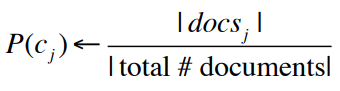 P(c_j) ← |docs_j| / |total # documents|